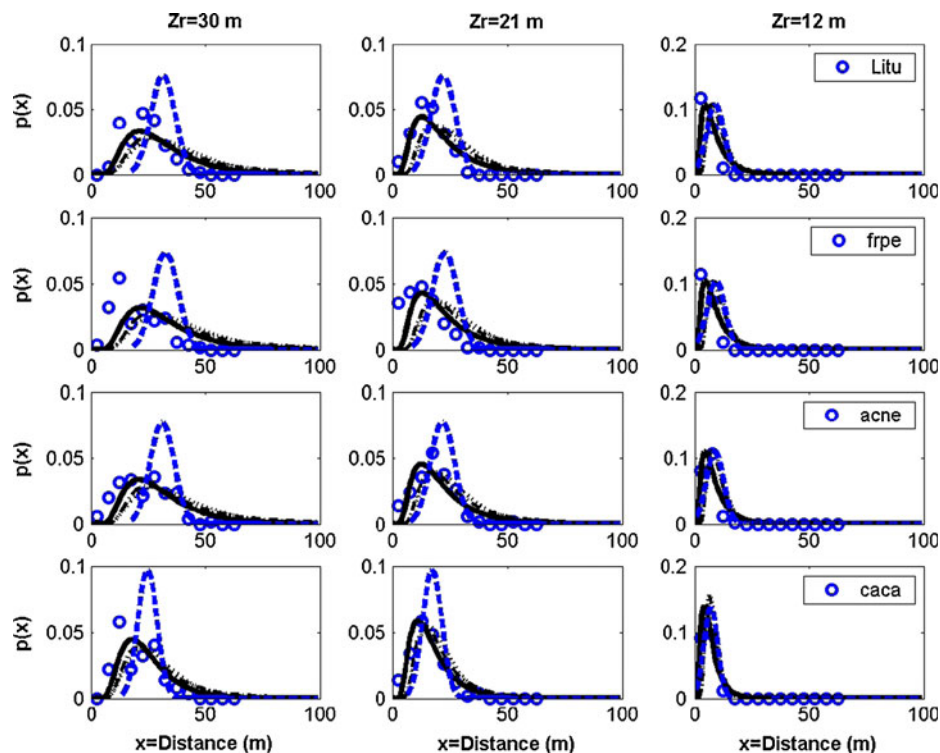 Zr=30 m Zr=21 m Zr=12 m
0.1 0.1 0.2
p(x) 0.05 0.05 0.1 Litu
0 0 0
0 50 100 0 50 100 0 50 100
0.1 0.1 0.2
p(x) 0.05 0.05 0.1 frpe
0 0 0
0 50 100 0 50 100 0 50 100
0.1 0.1 0.2
p(x) 0.05 0.05 0.1 acne
0 0 0
0 50 100 0 50 100 0 50 100
0.1 0.1 0.2
p(x) 0.05 0.05 0.1 caca
0 0 0
0 50 100 0 50 100 0 50 100
x=Distance (m) x=Distance (m) x=Distance (m)